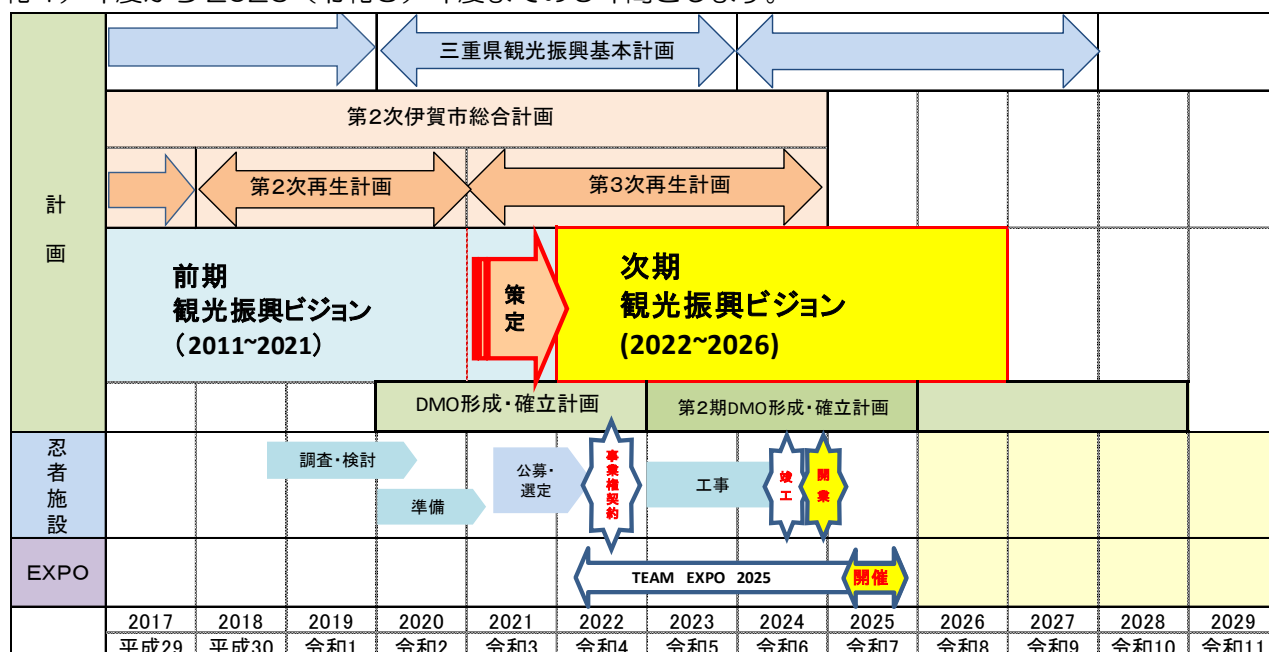 三重県観光振興基本計画
第2次伊賀市総合計画
第2次再生計画
第3次再生計画
計
画
前期
観光振興ビジョン
（2011~2021）
策
定
次期
観光振興ビジョン
(2022~2026)
DMO形成・確立計画
第2期DMO形成・確立計画
忍者施設
調査・検討
準備
公募・
選定
事業権契約
工事
竣工
開業
EXPO
TEAM EXPO 2025
開催
2017 2018 2019 2020 2021 2022 2023 2024 2025 2026 2027 2028 2029
平成29 平成30 令和1 令和2 令和3 令和4 令和5 令和6 令和7 令和8 令和9 令和10 令和11